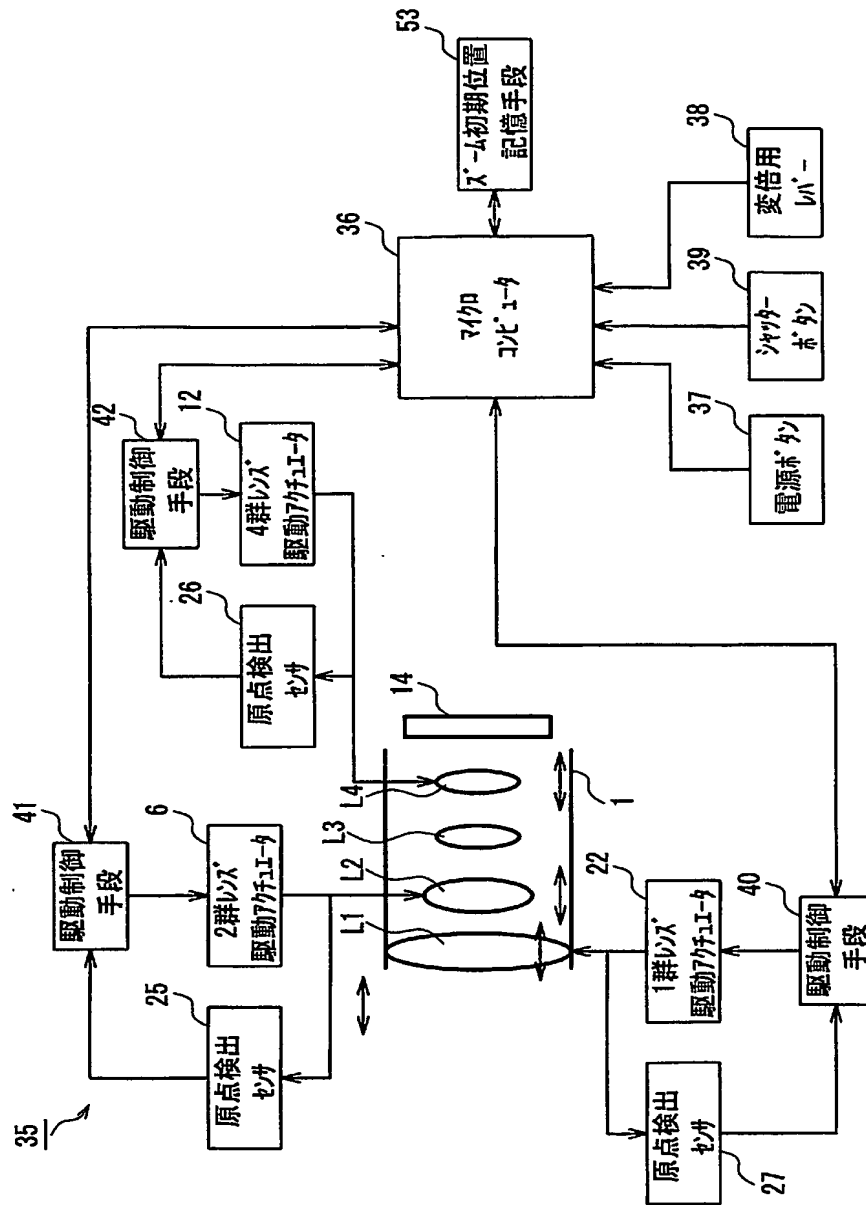 35
25
原点検出
センサ
41
駆動制御
手段
6
2群レンズ
駆動アクチュエータ
26
原点検出
センサ
42
駆動制御
手段
12
4群レンズ
駆動アクチュエータ
L1
L2
L3
L4
14
1
27
原点検出
センサ
22
1群レンズ
駆動アクチュエータ
40
駆動制御
手段
36
マイクロ
コンピュータ
53
ズーム初期位置
記憶手段
37
電源ボタン
39
シャッター
ボタン
38
変倍用
レバー